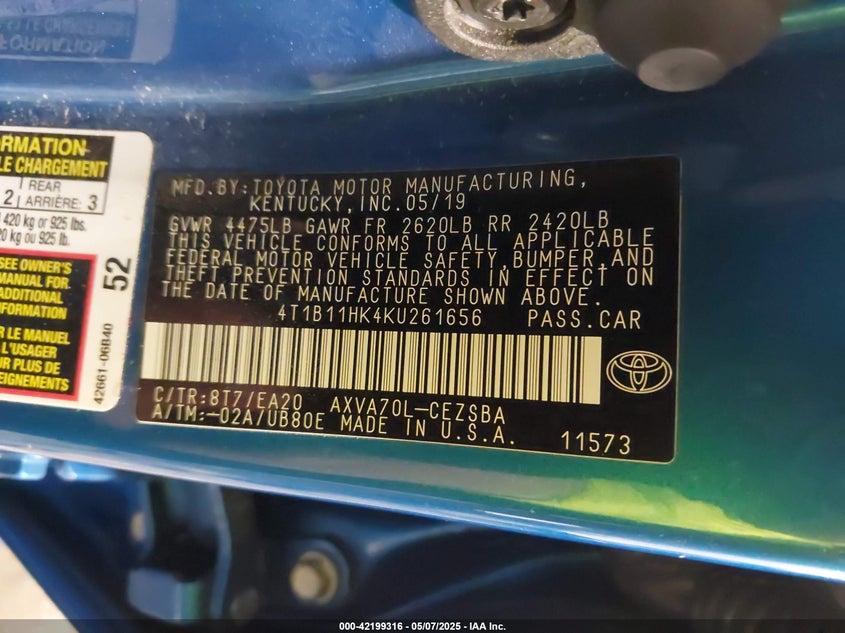 ORMATION
LE CHARGEMENT
2 REAR ARRIÈRE: 3
420 kg or 925 lbs.
20 kg ou 925 lb.
SEE OWNER'S
MANUAL FOR
ADDITIONAL
INFORMATION
R LE MANUEL
L'USAGER
UR PLUS DE
SEIGNEMENTS
52
42661-06B40
MFD. BY: TOYOTA MOTOR MANUFACTURING,
KENTUCKY, INC. 05/19
GVWR 4475LB GAWR FR 2620LB RR 2420LB
THIS VEHICLE CONFORMS TO ALL APPLICABLE
FEDERAL MOTOR VEHICLE SAFETY, BUMPER, AND
THEFT PREVENTION STANDARDS IN EFFECT ON
THE DATE OF MANUFACTURE SHOWN ABOVE.
4T1B11HK4KU261656 PASS. CAR
C/TR: 8T7/EA20 AXVA70L-CEZSBA
A/TM: -02A/UB80E MADE IN U.S.A. 11573
000-42199316 - 05/07/2025 - IAA Inc.